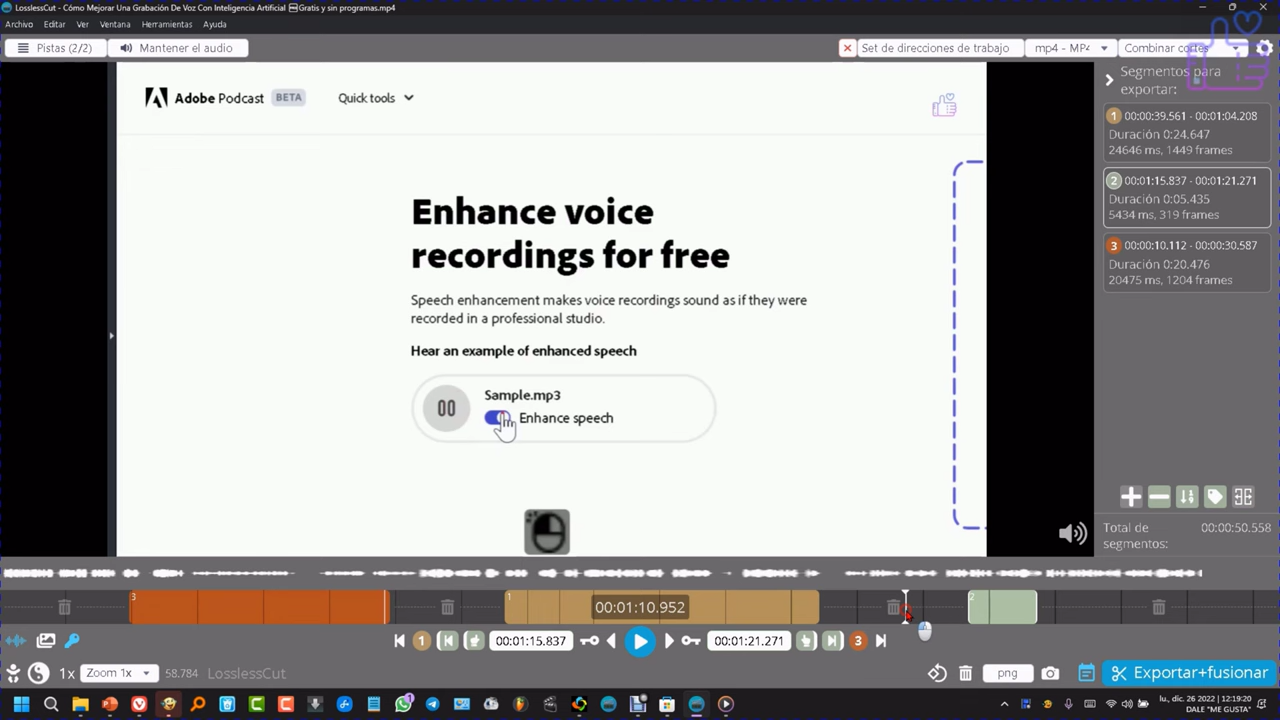 LosslessCut - Cómo Mejorar Una Grabación De Voz Con Inteligencia Artificial Gratis y sin programas.mp4
Archivo Editar Ver Ventana Herramientas Ayuda
Pistas (2/2) Mantener el audio Set de direcciones de trabajo mp4 - MP4 Combinar cortes
Segmentos para
exportar:
Adobe Podcast BETA Quick tools
1 00:00:39.561 - 00:01:04.208
Duración 0:24.647
24646 ms, 1449 frames
2 00:01:15.837 - 00:01:21.271
Duración 0:05.435
5434 ms, 319 frames
3 00:00:10.112 - 00:00:30.587
Duración 0:20.476
20475 ms, 1204 frames
Enhance voice
recordings for free
Speech enhancement makes voice recordings sound as if they were
recorded in a professional studio.
Hear an example of enhanced speech
Sample.mp3
Enhance speech
Total de
segmentos:
00:00:50.558
3 1 00:01:10.952 2
1 00:01:15.837 00:01:21.271 3
1x Zoom 1x 58.784 LosslessCut png Exportar+fusionar
lu., dic. 26 2022 12:19:20
DALE "ME GUSTA"